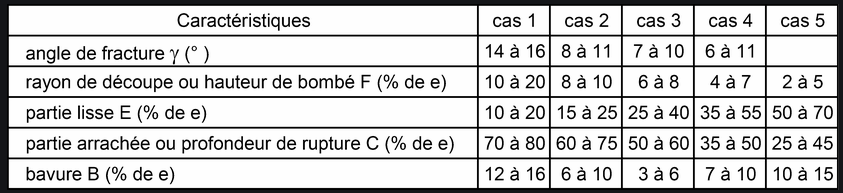 Caractéristiques cas 1 cas 2 cas 3 cas 4 cas 5
angle de fracture γ (° ) 14 à 16 8 à 11 7 à 10 6 à 11
rayon de découpe ou hauteur de bombé F (% de e) 10 à 20 8 à 10 6 à 8 4 à 7 2 à 5
partie lisse E (% de e) 10 à 20 15 à 25 25 à 40 35 à 55 50 à 70
partie arrachée ou profondeur de rupture C (% de e) 70 à 80 60 à 75 50 à 60 35 à 50 25 à 45
bavure B (% de e) 12 à 16 6 à 10 3 à 6 7 à 10 10 à 15